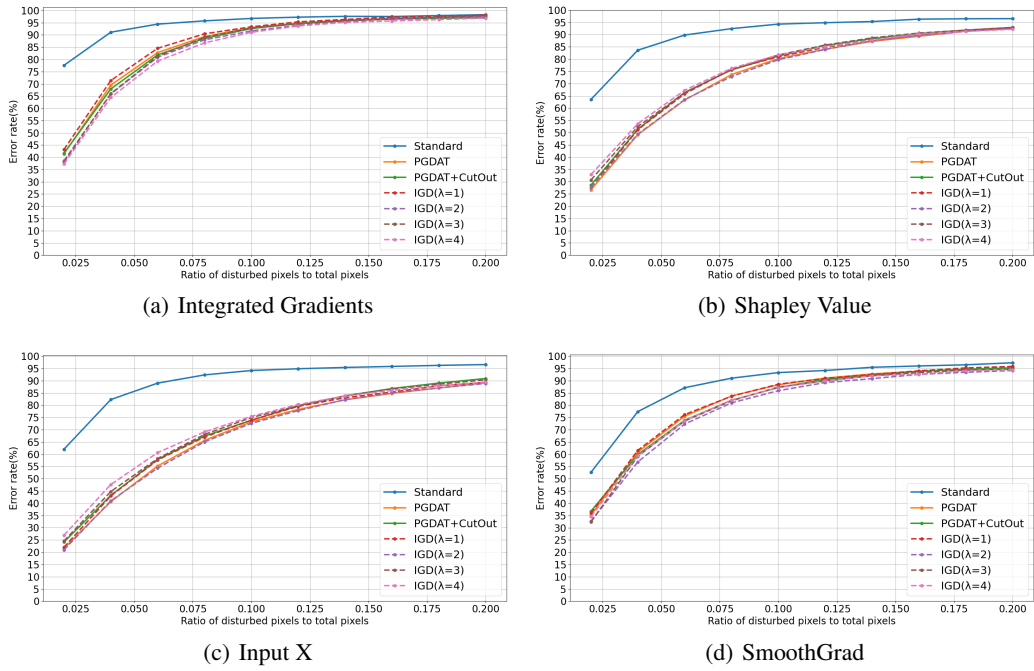 100
95
90
85
80
75
70
65
60
55
50
45
40
35
30
25
20
15
10
5
0
Error rate(%)
Standard
PGDAT
PGDAT+CutOut
IGD(λ=1)
IGD(λ=2)
IGD(λ=3)
IGD(λ=4)
0.025 0.050 0.075 0.100 0.125 0.150 0.175 0.200
Ratio of disturbed pixels to total pixels
(a) Integrated Gradients
100
95
90
85
80
75
70
65
60
55
50
45
40
35
30
25
20
15
10
5
0
Error rate(%)
Standard
PGDAT
PGDAT+CutOut
IGD(λ=1)
IGD(λ=2)
IGD(λ=3)
IGD(λ=4)
0.025 0.050 0.075 0.100 0.125 0.150 0.175 0.200
Ratio of disturbed pixels to total pixels
(b) Shapley Value
100
95
90
85
80
75
70
65
60
55
50
45
40
35
30
25
20
15
10
5
0
Error rate(%)
Standard
PGDAT
PGDAT+CutOut
IGD(λ=1)
IGD(λ=2)
IGD(λ=3)
IGD(λ=4)
0.025 0.050 0.075 0.100 0.125 0.150 0.175 0.200
Ratio of disturbed pixels to total pixels
(c) Input X
100
95
90
85
80
75
70
65
60
55
50
45
40
35
30
25
20
15
10
5
0
Error rate(%)
Standard
PGDAT
PGDAT+CutOut
IGD(λ=1)
IGD(λ=2)
IGD(λ=3)
IGD(λ=4)
0.025 0.050 0.075 0.100 0.125 0.150 0.175 0.200
Ratio of disturbed pixels to total pixels
(d) SmoothGrad